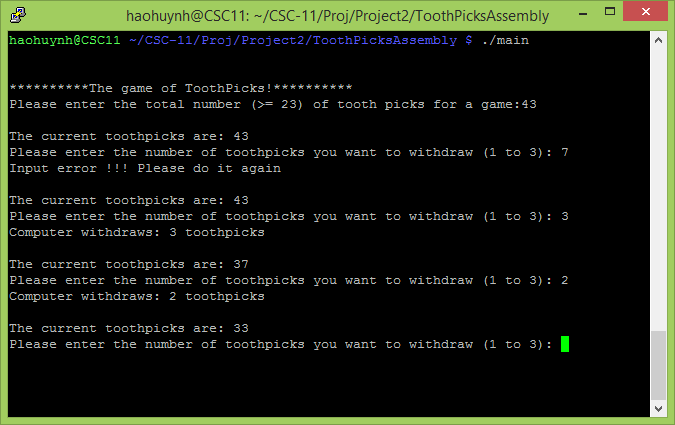 haohuynh@CSC11: ~/CSC-11/Proj/Project2/ToothPicksAssembly
haohuynh@CSC11 ~/CSC-11/Proj/Project2/ToothPicksAssembly $ ./main
**********The game of ToothPicks!**********
Please enter the total number (>= 23) of tooth picks for a game:43
The current toothpicks are: 43
Please enter the number of toothpicks you want to withdraw (1 to 3): 7
Input error !!! Please do it again
The current toothpicks are: 43
Please enter the number of toothpicks you want to withdraw (1 to 3): 3
Computer withdraws: 3 toothpicks
The current toothpicks are: 37
Please enter the number of toothpicks you want to withdraw (1 to 3): 2
Computer withdraws: 2 toothpicks
The current toothpicks are: 33
Please enter the number of toothpicks you want to withdraw (1 to 3):